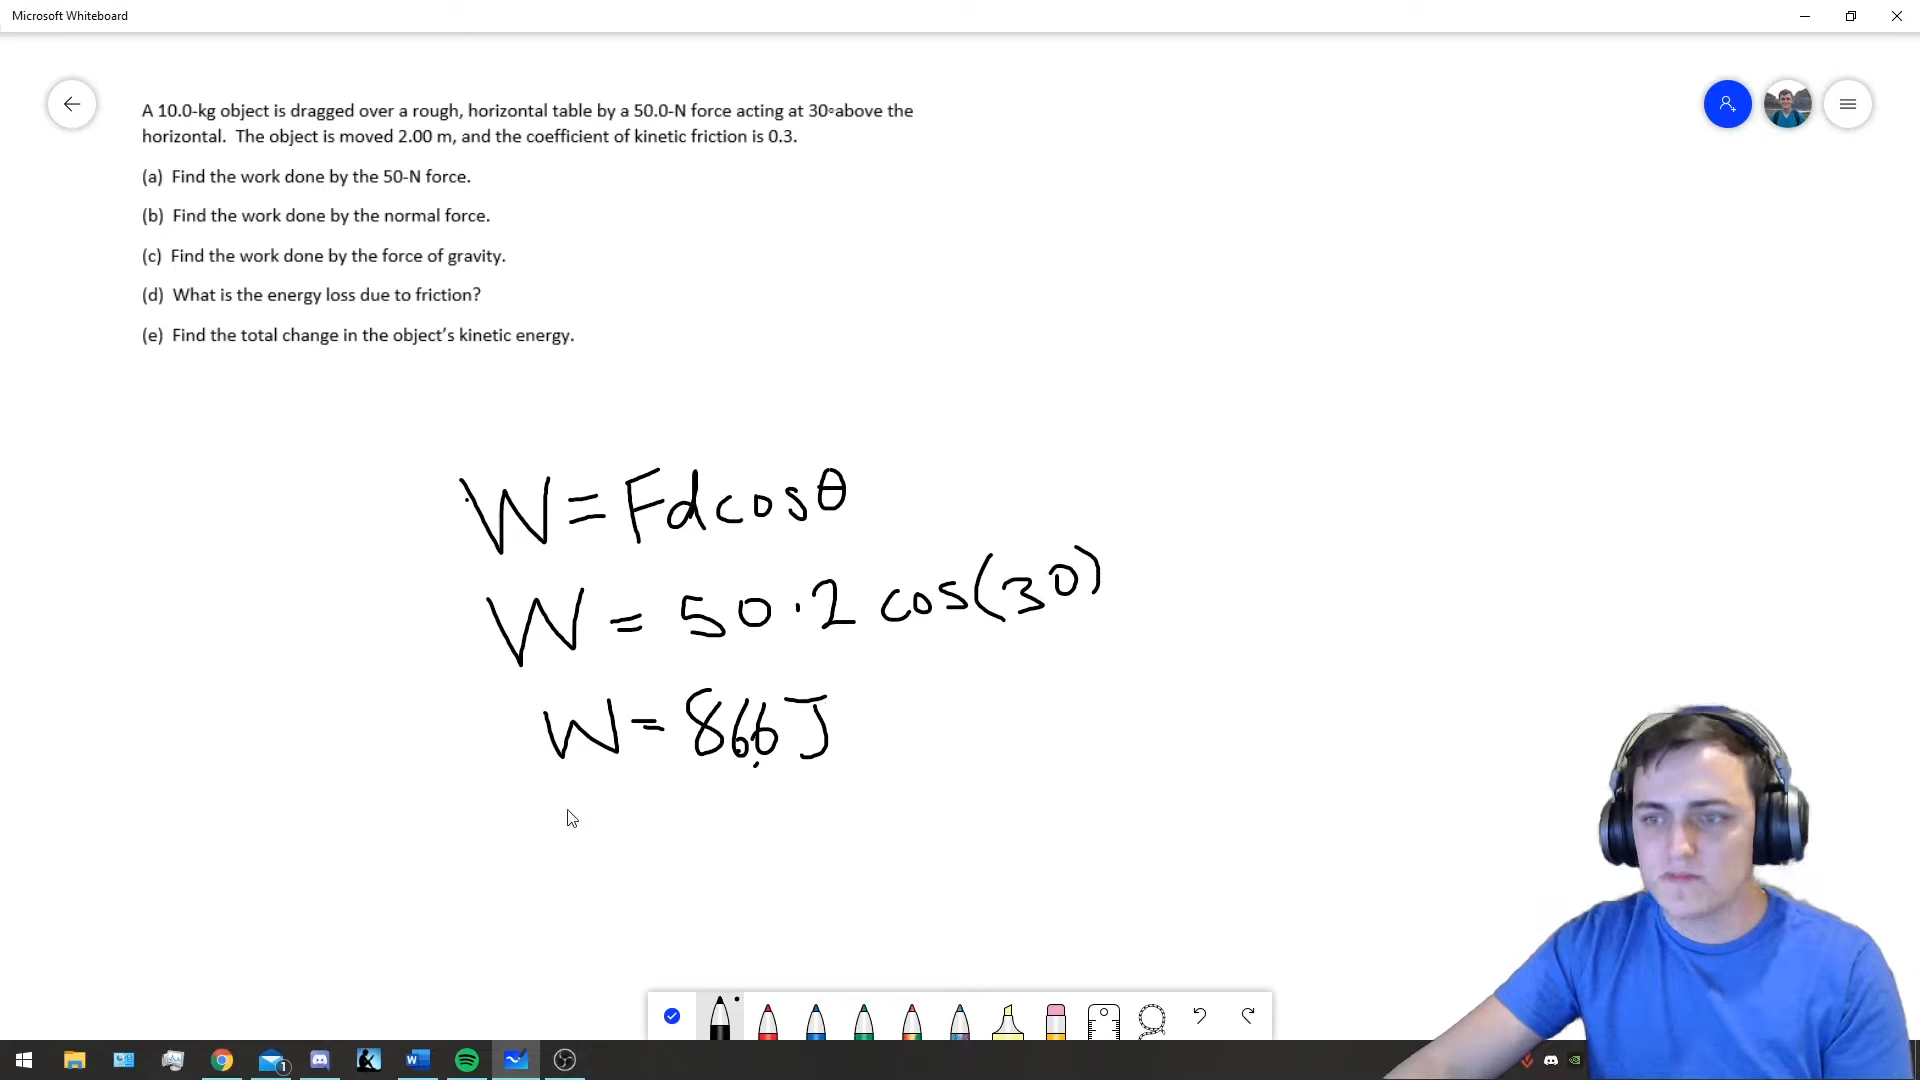 Microsoft Whiteboard
A 10.0-kg object is dragged over a rough, horizontal table by a 50.0-N force acting at 30∘above the
horizontal. The object is moved 2.00 m, and the coefficient of kinetic friction is 0.3.
(a) Find the work done by the 50-N force.
(b) Find the work done by the normal force.
(c) Find the work done by the force of gravity.
(d) What is the energy loss due to friction?
(e) Find the total change in the object’s kinetic energy.
W=Fdcosθ
W = 50·2 cos(30)
W=86.6J
1